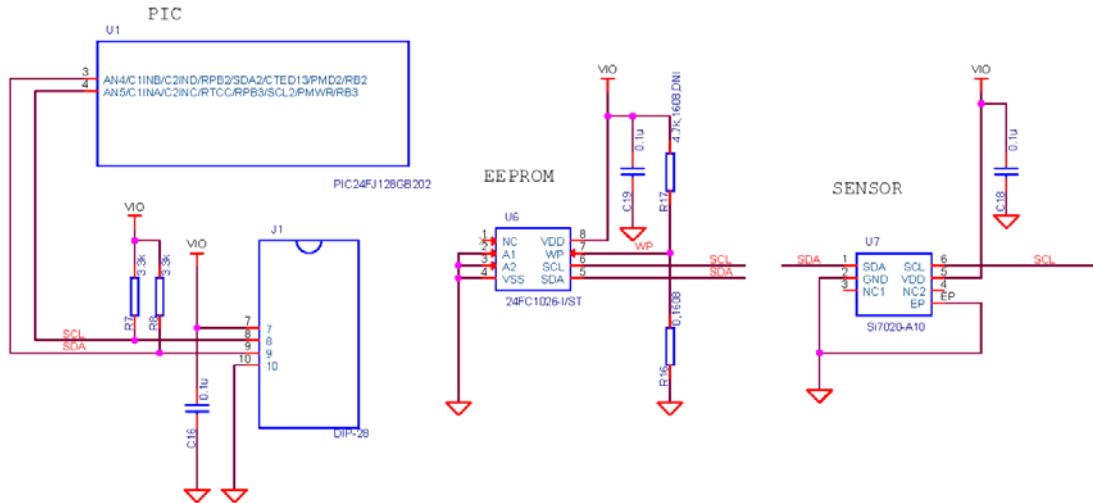 PIC
U1
3 AN4/C1INB/C2IND/RPB2/SDA2/CTED13/PMD2/RB2
4 AN5/C1INA/C2INC/RTCC/RPB3/SCL2/PMWR/RB3
PIC24FJ128GB202
VIO
3.3k
3.3k
R7
R8
SCL
SDA
VIO
0.1u
C16
J1
7 7
8 8
9 9
10 10
DIP-28
EEPROM
VIO
0.1u
C19
4.7k,1608,DNI
R17
U6
1 NC VDD 8
2 A1 WP 7 WP
3 A2 SCL 6 SCL
4 VSS SDA 5 SDA
24FC1026-I/ST
0,1608
R16
SENSOR
VIO
0.1u
C18
U7
SDA 1 SDA SCL 6 SCL
2 GND VDD 5
3 NC1 NC2 4
EP EP
SI7020-A10